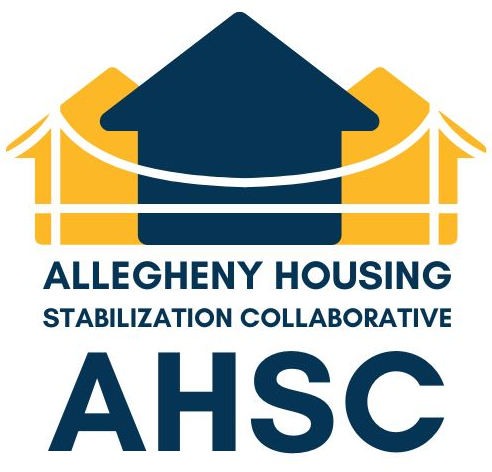 ALLEGHENY HOUSING
STABILIZATION COLLABORATIVE
AHSC